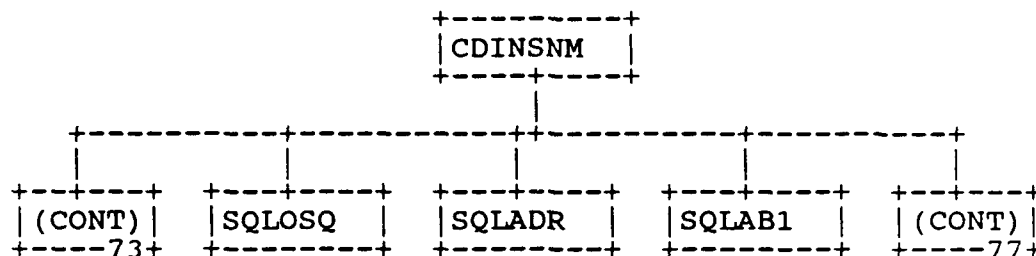 CDINSNM
(CONT) SQLOSQ SQLADR SQLAB1 (CONT)
73 77